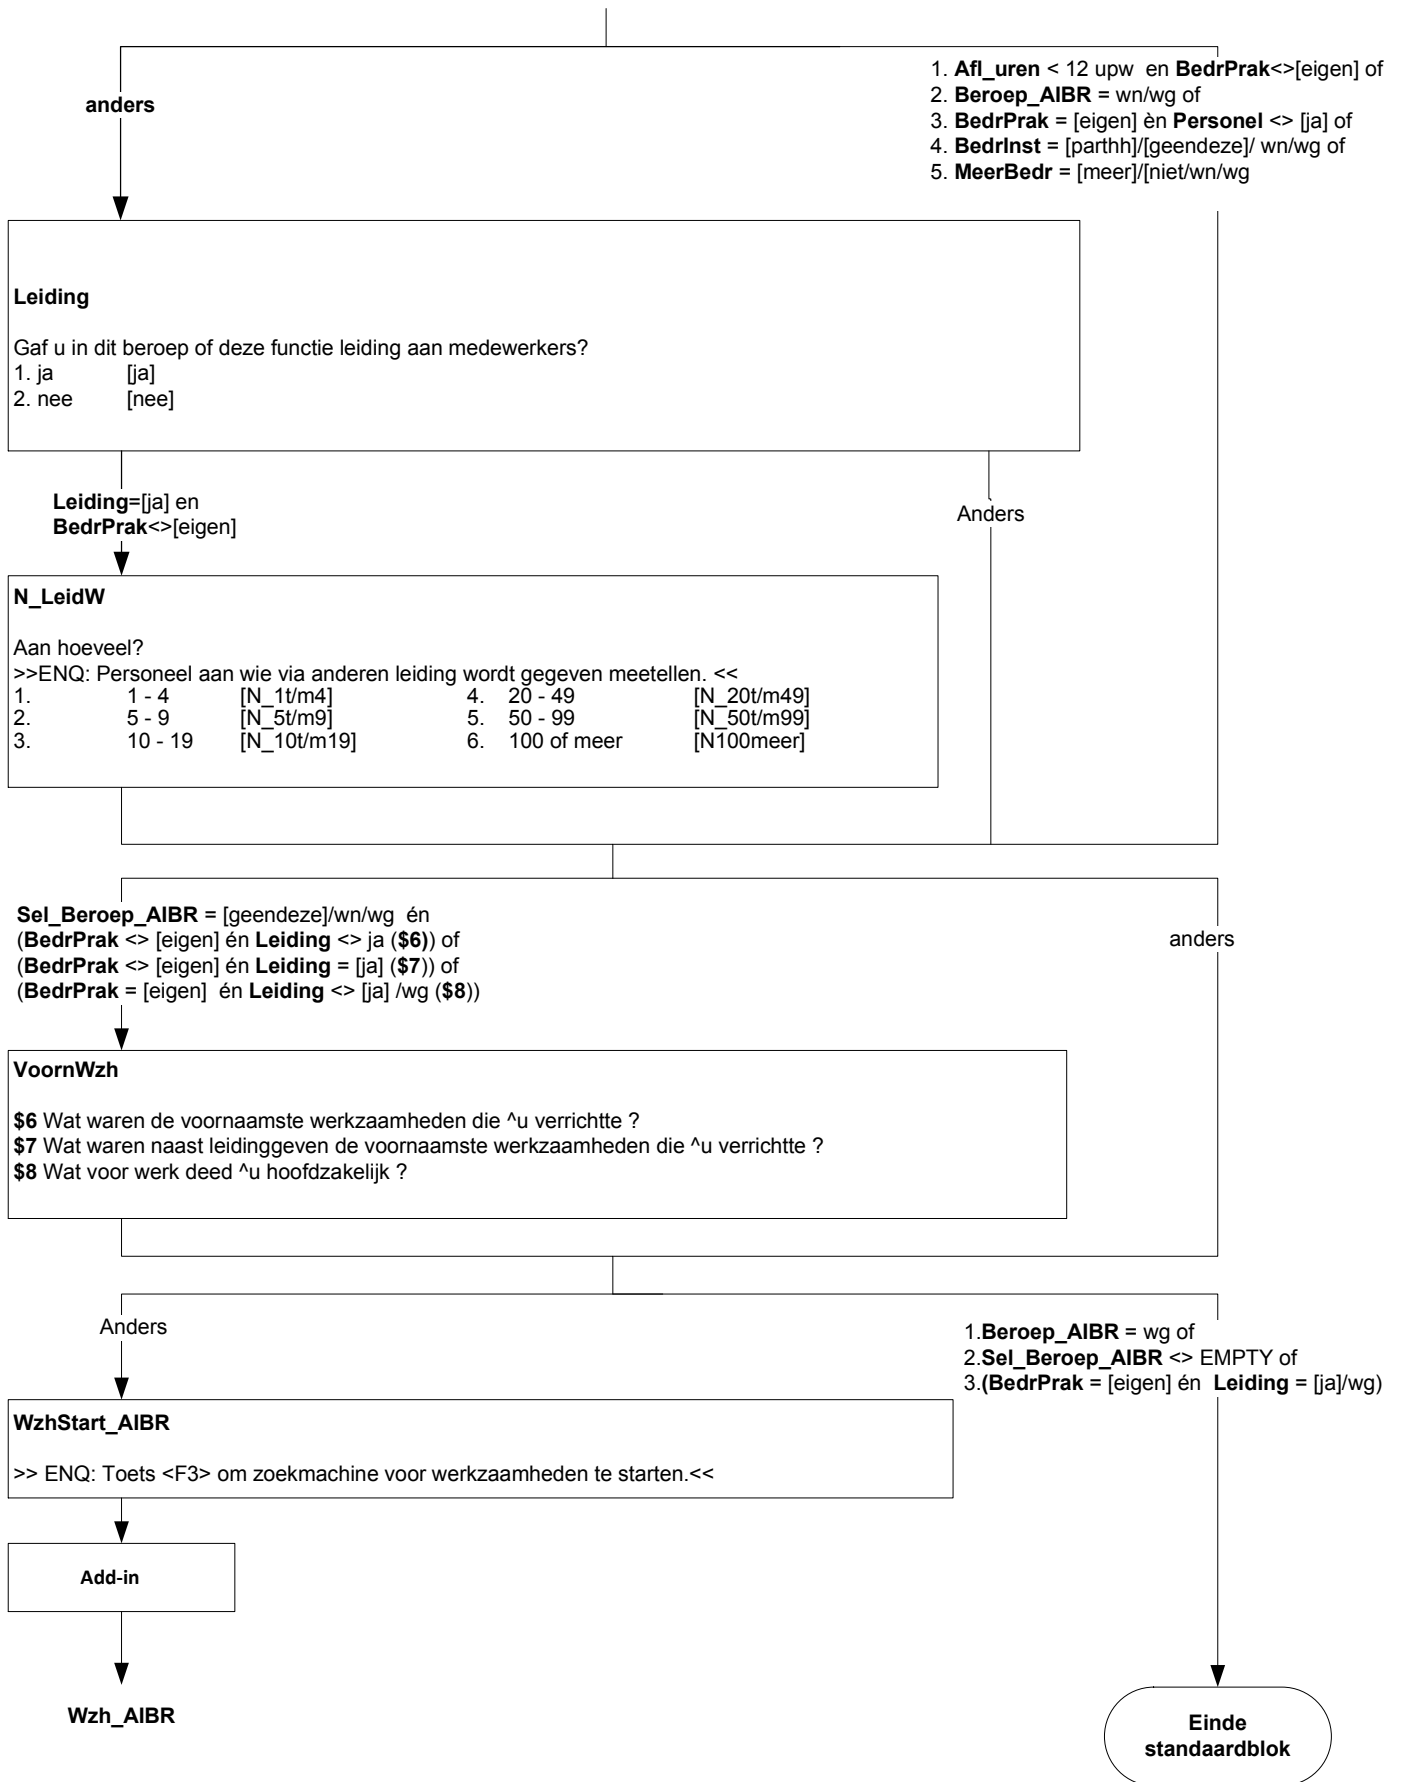 anders
1. Afl_uren < 12 upw  en BedrPrak<>[eigen] of
2. Beroep_AIBR = wn/wg of
3. BedrPrak = [eigen] èn Personel <> [ja] of
4. BedrInst = [parthh]/[geendeze]/ wn/wg of
5. MeerBedr = [meer]/[niet/wn/wg
Leiding
Gaf u in dit beroep of deze functie leiding aan medewerkers?
1. ja [ja]
2. nee [nee]
Leiding=[ja] en
BedrPrak<>[eigen]
Anders
N_LeidW
Aan hoeveel?
>>ENQ: Personeel aan wie via anderen leiding wordt gegeven meetellen. <<
1. 1 - 4 [N_1t/m4] 4. 20 - 49 [N_20t/m49]
2. 5 - 9 [N_5t/m9] 5. 50 - 99 [N_50t/m99]
3. 10 - 19 [N_10t/m19] 6. 100 of meer [N100meer]
Sel_Beroep_AIBR = [geendeze]/wn/wg  én
(BedrPrak <> [eigen] én Leiding <> ja ($6)) of
(BedrPrak <> [eigen] én Leiding = [ja] ($7)) of
(BedrPrak = [eigen]  én Leiding <> [ja] /wg ($8))
anders
VoornWzh
$6 Wat waren de voornaamste werkzaamheden die ^u verrichtte ?
$7 Wat waren naast leidinggeven de voornaamste werkzaamheden die ^u verrichtte ?
$8 Wat voor werk deed ^u hoofdzakelijk ?
Anders
1.Beroep_AIBR = wg of
2.Sel_Beroep_AIBR <> EMPTY of
3.(BedrPrak = [eigen] én  Leiding = [ja]/wg)
WzhStart_AIBR
>> ENQ: Toets <F3> om zoekmachine voor werkzaamheden te starten.<<
Add-in
Wzh_AIBR
Einde
standaardblok